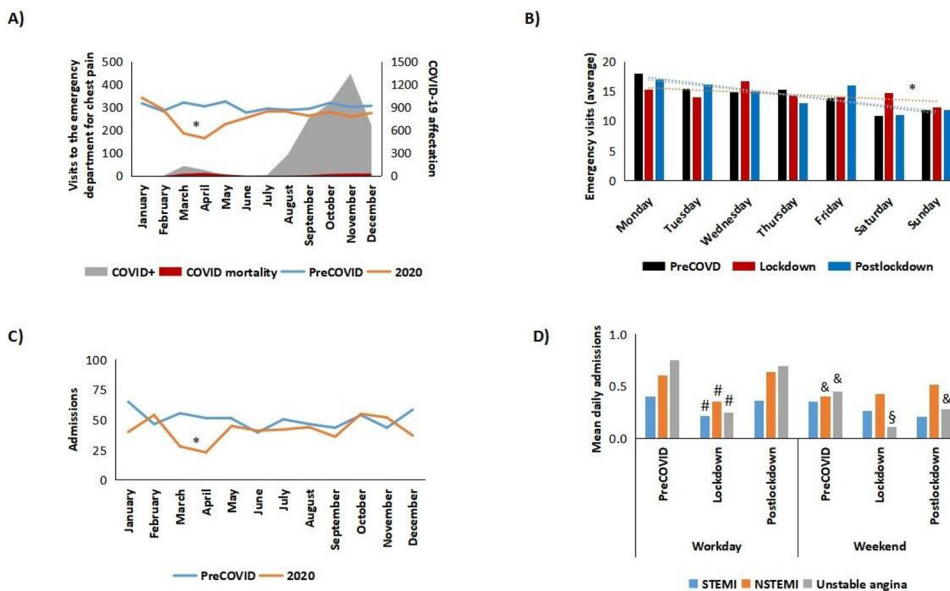 A)
Visits to the emergency
department for chest pain
500
400
300
200
100
0
*
1500
1200
900
600
300
0
COVID-19 affectation
January
February
March
April
May
June
July
August
September
October
November
December
COVID+
COVID mortality
PreCOVID
2020
B)
Emergency visits (average)
20
15
10
5
0
*
Monday
Tuesday
Wednesday
Thursday
Friday
Saturday
Sunday
PreCOVD
Lockdown
Postlockdown
C)
Admissions
100
75
50
25
0
*
January
February
March
April
May
June
July
August
September
October
November
December
PreCOVID
2020
D)
Mean daily admissions
1.0
0.5
0.0
# # #
& &
§
&
PreCOVID
Lockdown
Postlockdown
PreCOVID
Lockdown
Postlockdown
Workday
Weekend
STEMI
NSTEMI
Unstable angina